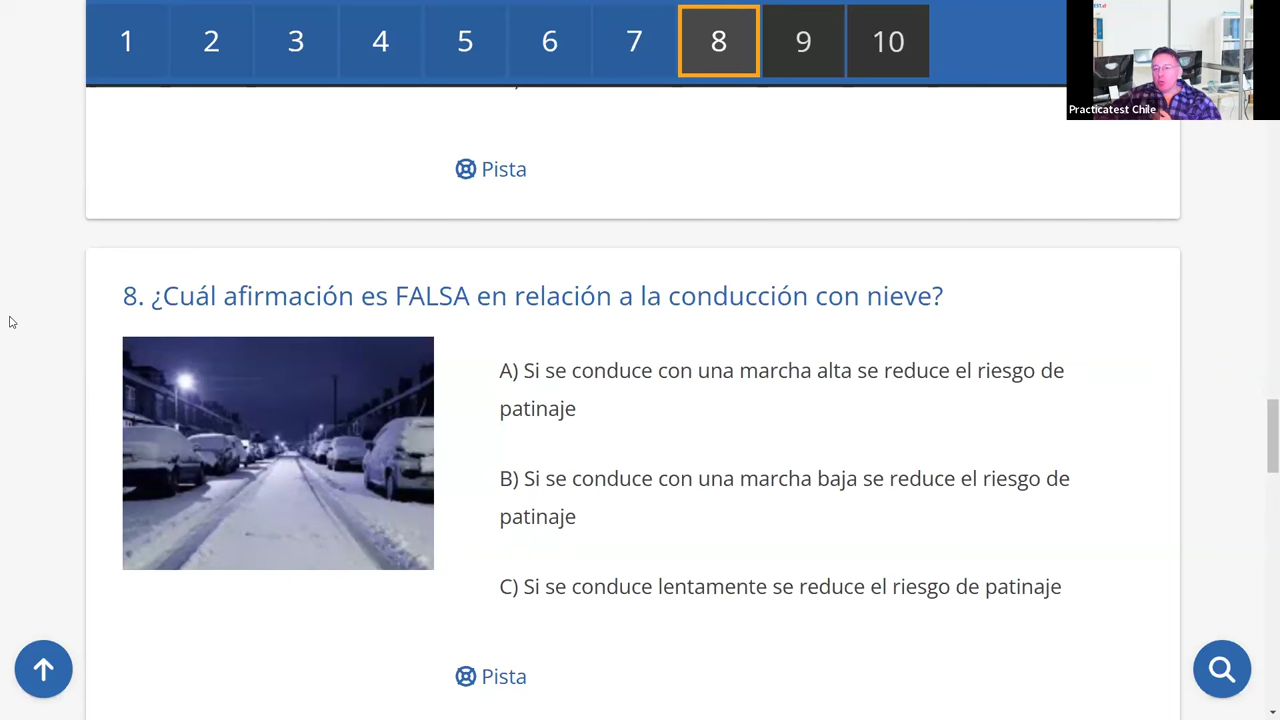 1 2 3 4 5 6 7 8 9 10
Practicatest Chile
Pista
8. ¿Cuál afirmación es FALSA en relación a la conducción con nieve?
A) Si se conduce con una marcha alta se reduce el riesgo de
patinaje
B) Si se conduce con una marcha baja se reduce el riesgo de
patinaje
C) Si se conduce lentamente se reduce el riesgo de patinaje
Pista